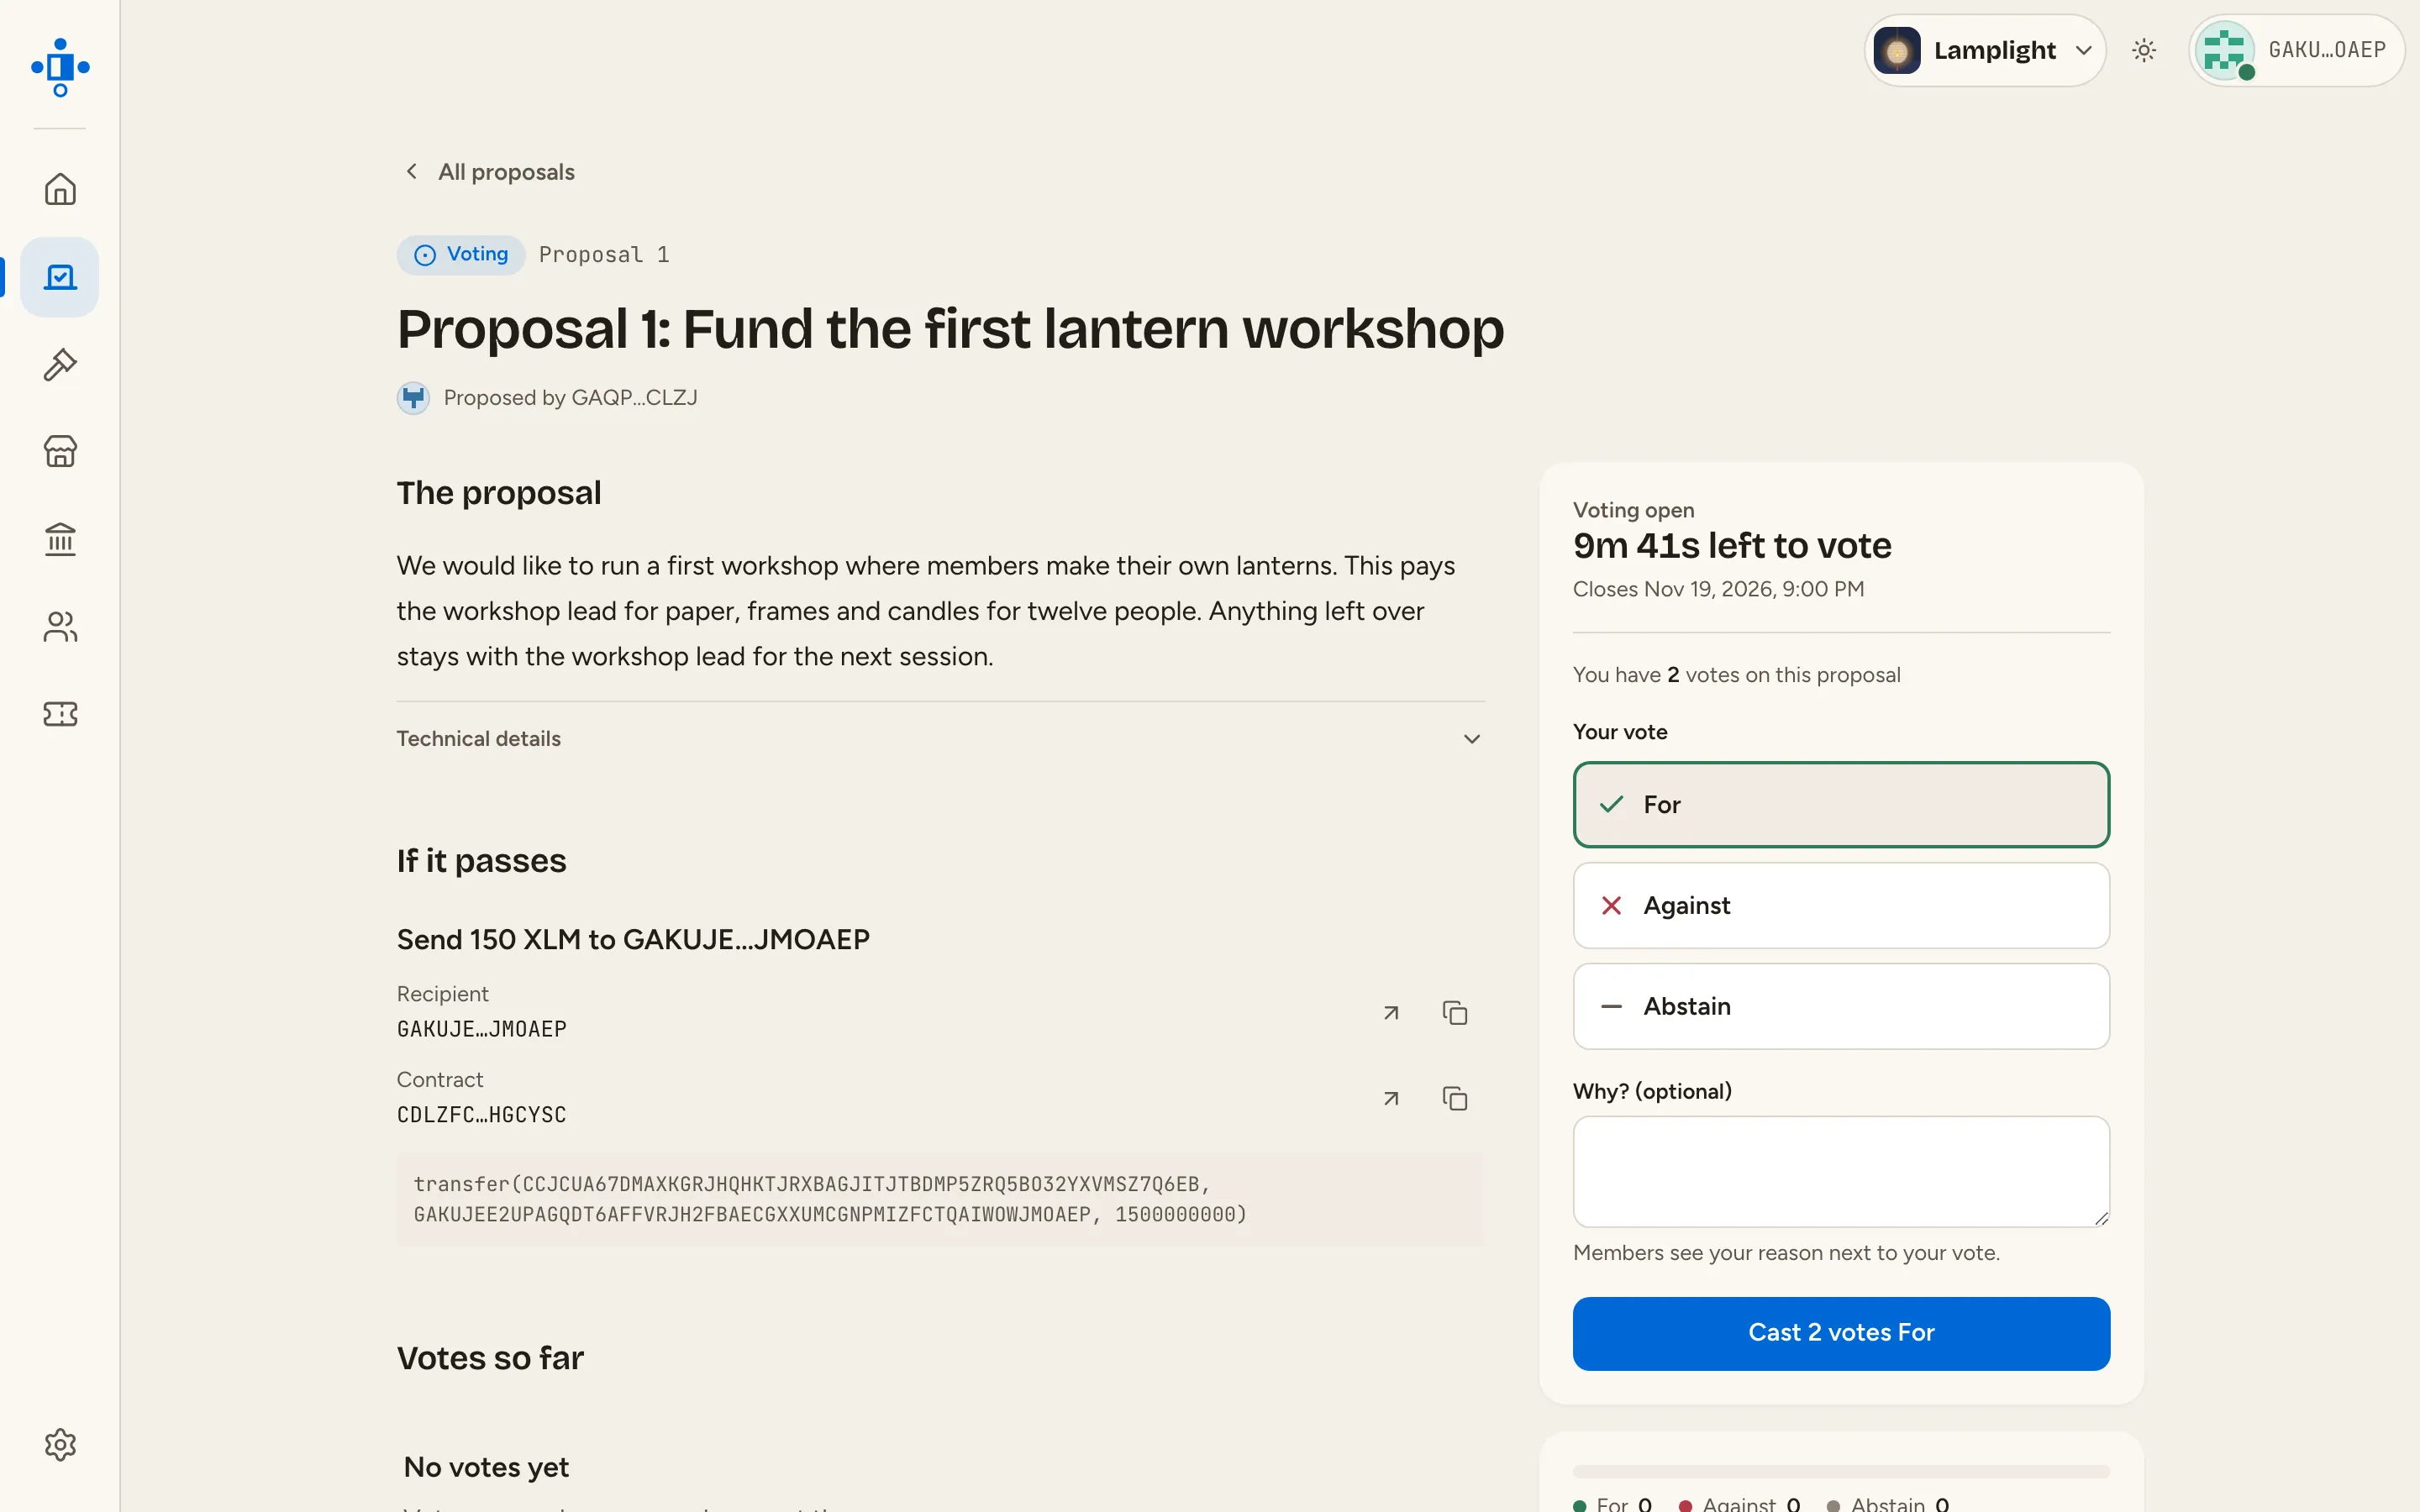 Lamplight
GAKU...OAEP
All proposals
Voting
Proposal 1
Proposal 1: Fund the first lantern workshop
Proposed by GAQP...CLZJ
The proposal
We would like to run a first workshop where members make their own lanterns. This pays
the workshop lead for paper, frames and candles for twelve people. Anything left over
stays with the workshop lead for the next session.
Technical details
If it passes
Send 150 XLM to GAKUJE...JMOAEP
Recipient
GAKUJE...JMOAEP
Contract
CDLZFC...HGCYSC
transfer(CCJCUA67DMAXKGRJHQHKTJRXBAGJITJTBDMP5ZRQ5BO32YXVMSZ7Q6EB,
GAKUJEE2UPAGQDT6AFFVRJH2FBAECGXXUMCGNPMIZFCTQAIWOWJMOAEP, 1500000000)
Votes so far
No votes yet
Voting open
9m 41s left to vote
Closes Nov 19, 2026, 9:00 PM
You have 2 votes on this proposal
Your vote
For
Against
Abstain
Why? (optional)
Members see your reason next to your vote.
Cast 2 votes For
For 0
Against 0
Abstain 0